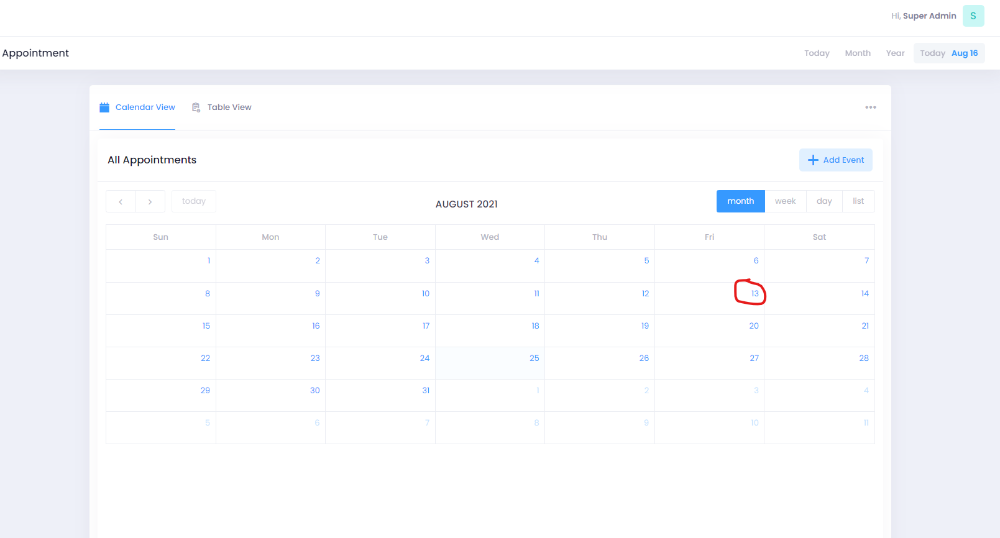 Hi, Super Admin S
Appointment Today Month Year Today Aug 16
Calendar View Table View
All Appointments Add Event
today AUGUST 2021 month week day list
Sun Mon Tue Wed Thu Fri Sat
1 2 3 4 5 6 7
8 9 10 11 12 13 14
15 16 17 18 19 20 21
22 23 24 25 26 27 28
29 30 31 1 2 3 4
5 6 7 8 9 10 11